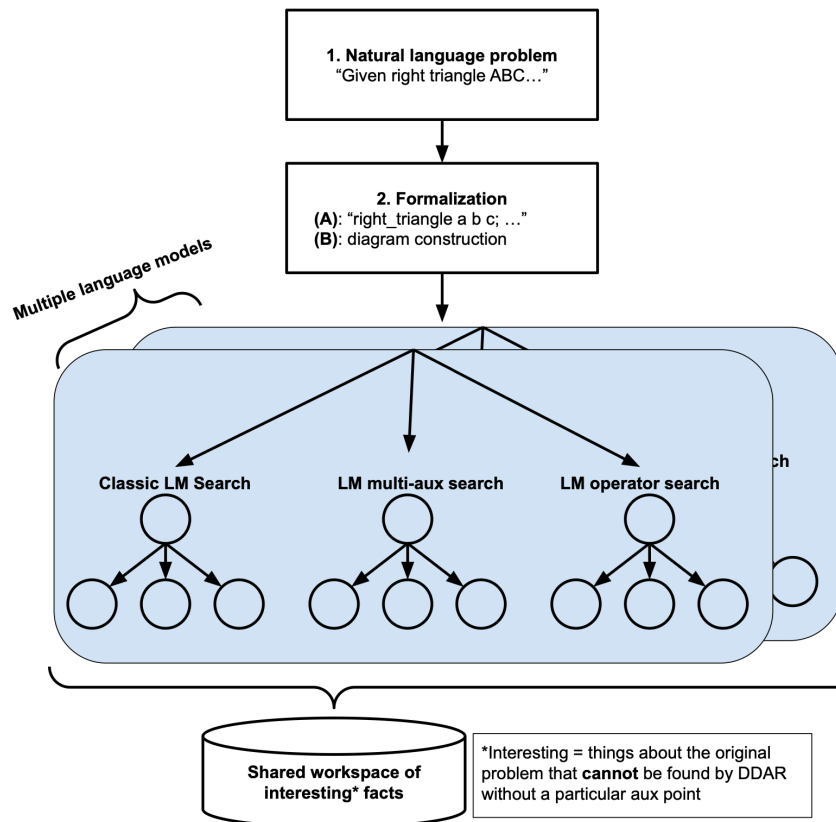 1. Natural language problem
“Given right triangle ABC…”
2. Formalization
(A): “right_triangle a b c; …”
(B): diagram construction
Multiple language models
Classic LM Search
LM multi-aux search
LM operator search
ch
Shared workspace of
interesting* facts
*Interesting = things about the original
problem that cannot be found by DDAR
without a particular aux point